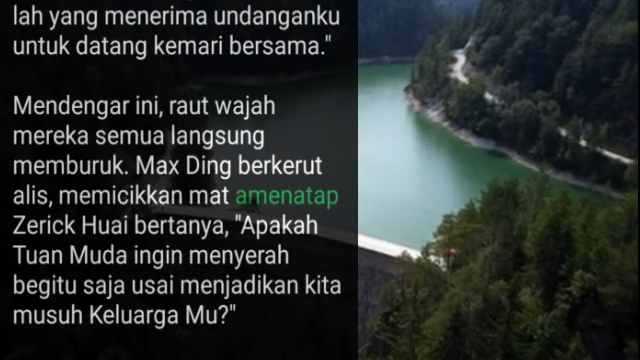 lah yang menerima undanganku
untuk datang kemari bersama."
Mendengar ini, raut wajah
mereka semua langsung
memburuk. Max Ding berkerut
alis, memicikkan mat amenatap
Zerick Huai bertanya, "Apakah
Tuan Muda ingin menyerah
begitu saja usai menjadikan kita
musuh Keluarga Mu?"